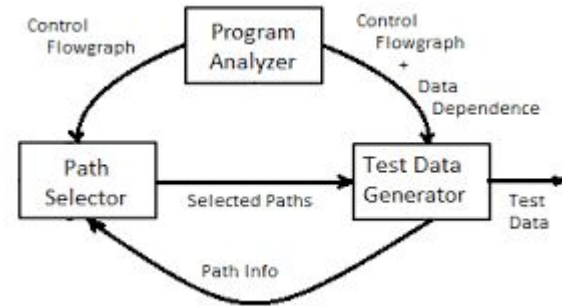 Control
Flowgraph
Program
Analyzer
Control
Flowgraph
+
Data
Dependence
Path
Selector
Selected Paths
Test Data
Generator
Test
Data
Path Info